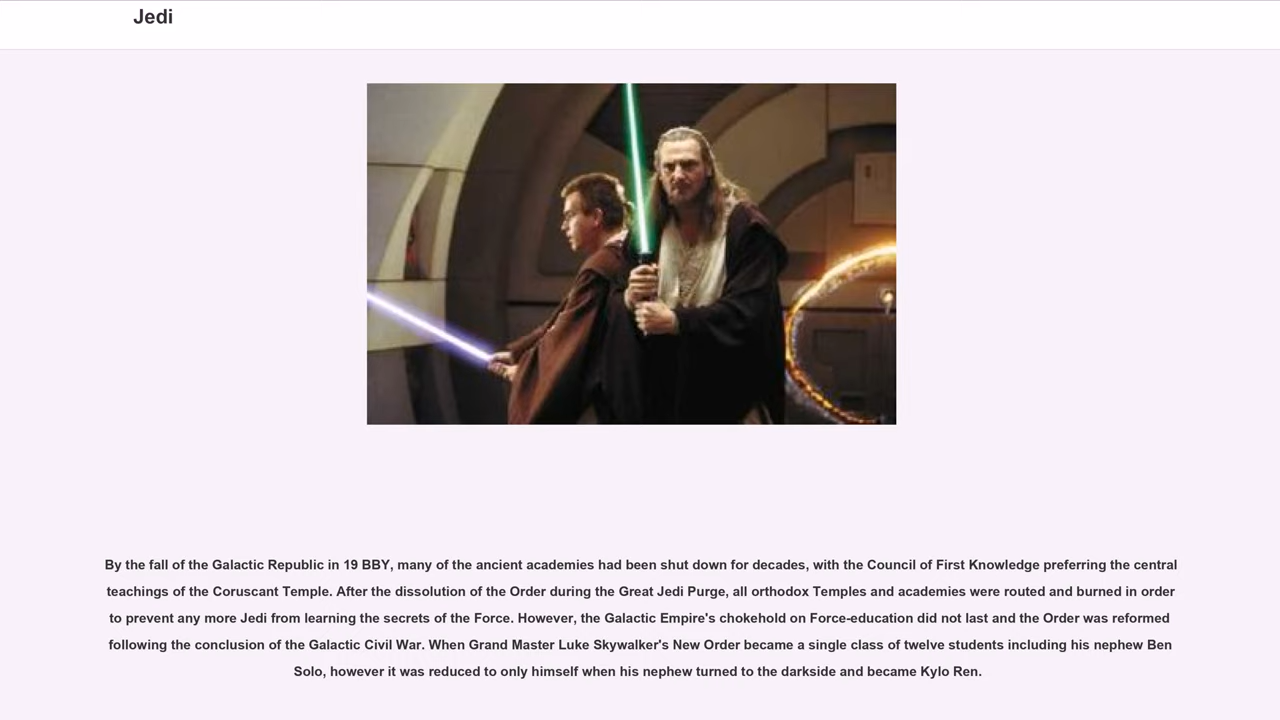 Jedi
By the fall of the Galactic Republic in 19 BBY, many of the ancient academies had been shut down for decades, with the Council of First Knowledge preferring the central
teachings of the Coruscant Temple. After the dissolution of the Order during the Great Jedi Purge, all orthodox Temples and academies were routed and burned in order
to prevent any more Jedi from learning the secrets of the Force. However, the Galactic Empire's chokehold on Force-education did not last and the Order was reformed
following the conclusion of the Galactic Civil War. When Grand Master Luke Skywalker's New Order became a single class of twelve students including his nephew Ben
Solo, however it was reduced to only himself when his nephew turned to the darkside and became Kylo Ren.